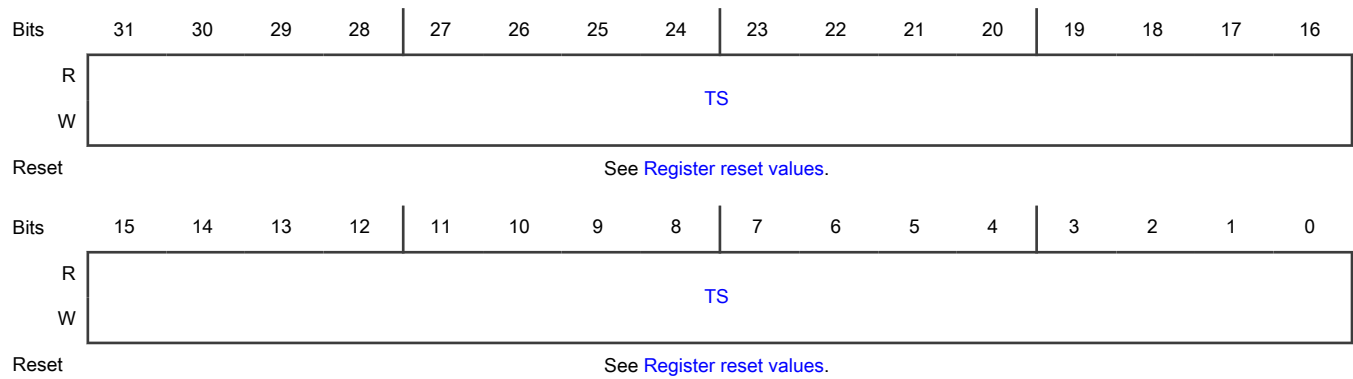 Bits 31 30 29 28 27 26 25 24 23 22 21 20 19 18 17 16
R
TS
W
Reset See Register reset values.
Bits 15 14 13 12 11 10 9 8 7 6 5 4 3 2 1 0
R
TS
W
Reset See Register reset values.